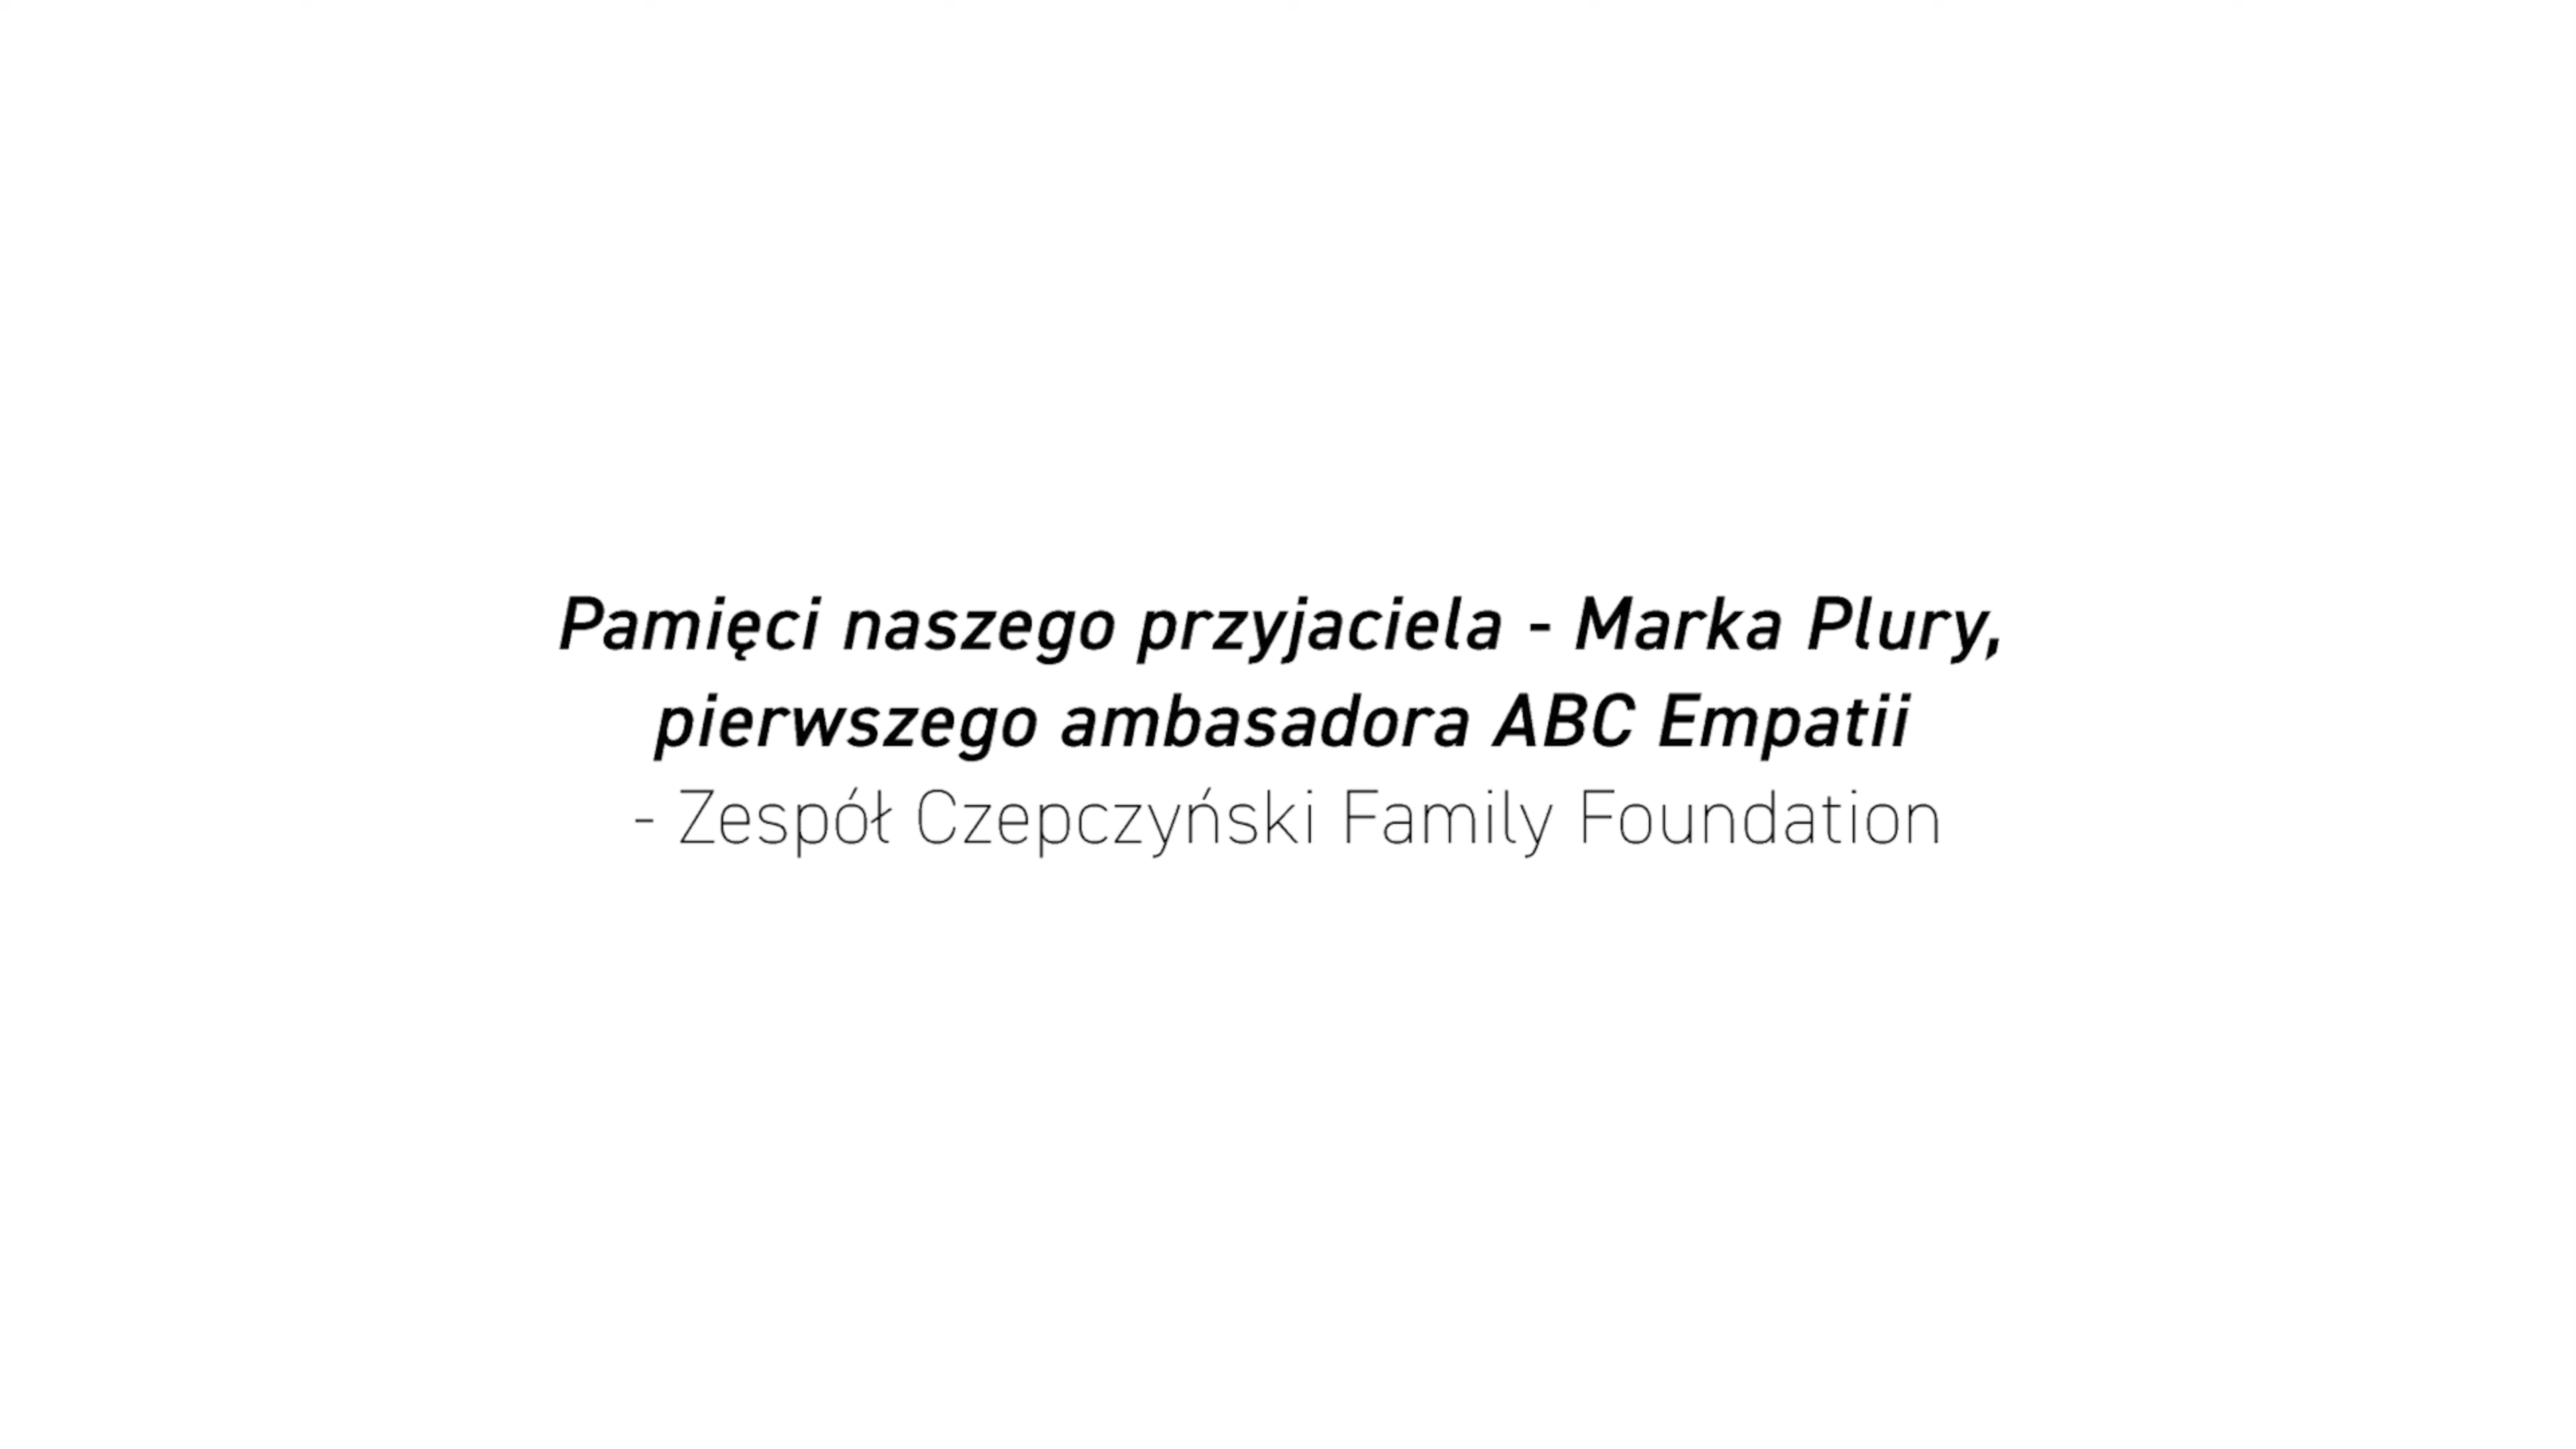 Pamięci naszego przyjaciela - Marka Plury,
pierwszego ambasadora ABC Empatii
- Zespół Czepczyński Family Foundation